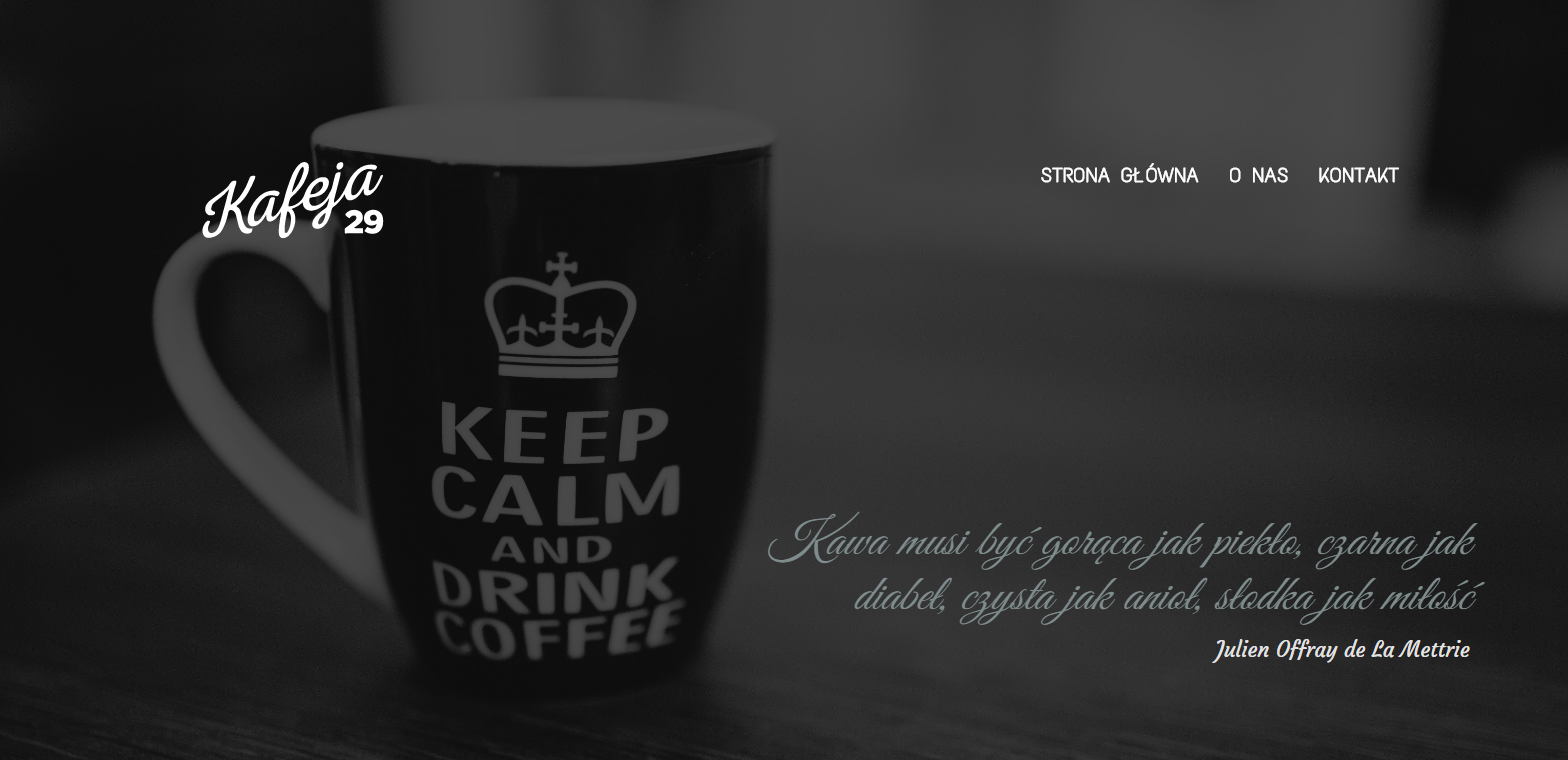 Kafeja
29
STRONA GŁÓWNA O NAS KONTAKT
KEEP
CALM
AND
DRINK
COFFEE
Kawa musi być gorąca jak piekło, czarna jak
diabeł, czysta jak anioł, słodka jak miłość
Julien Offray de La Mettrie